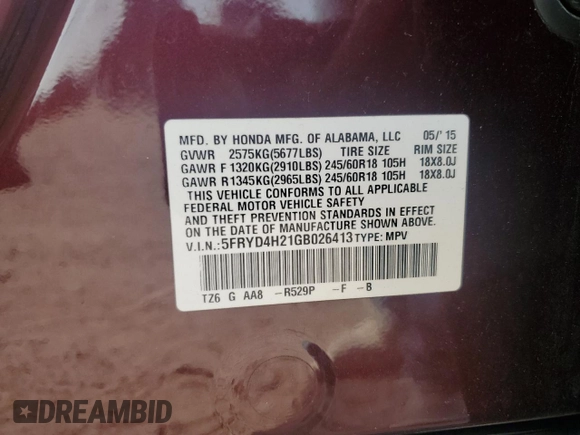 MFD. BY HONDA MFG. OF ALABAMA, LLC 05/'15
GVWR 2575KG(5677LBS) TIRE SIZE RIM SIZE
GAWR F 1320KG(2910LBS) 245/60R18 105H 18X8.0J
GAWR R1345KG(2965LBS) 245/60R18 105H 18X8.0J
THIS VEHICLE CONFORMS TO ALL APPLICABLE
FEDERAL MOTOR VEHICLE SAFETY
AND THEFT PREVENTION STANDARDS IN EFFECT
ON THE DATE OF MANUFACTURE SHOWN ABOVE.
V.I.N.:5FRYD4H21GB026413 TYPE: MPV
TZ6 G AA8 -R529P -F -B
DREAMBID